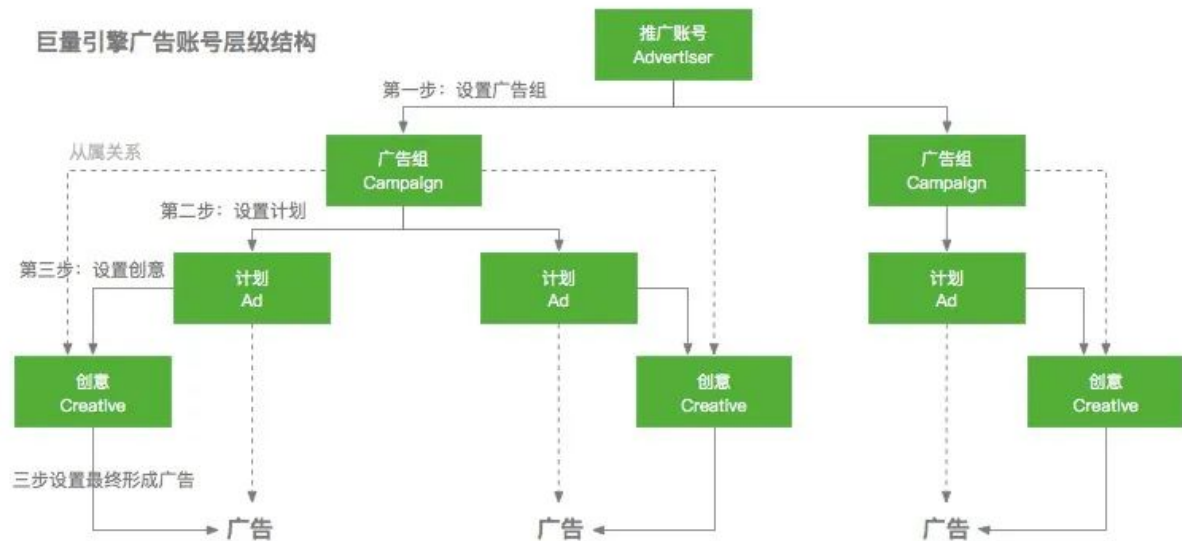 巨量引擎广告账号层级结构
推广账号
Advertiser
第一步：设置广告组
从属关系
广告组
Campaign
广告组
Campaign
第二步：设置计划
第三步：设置创意
计划
Ad
计划
Ad
计划
Ad
创意
Creative
创意
Creative
创意
Creative
三步设置最终形成广告
广告
广告
广告